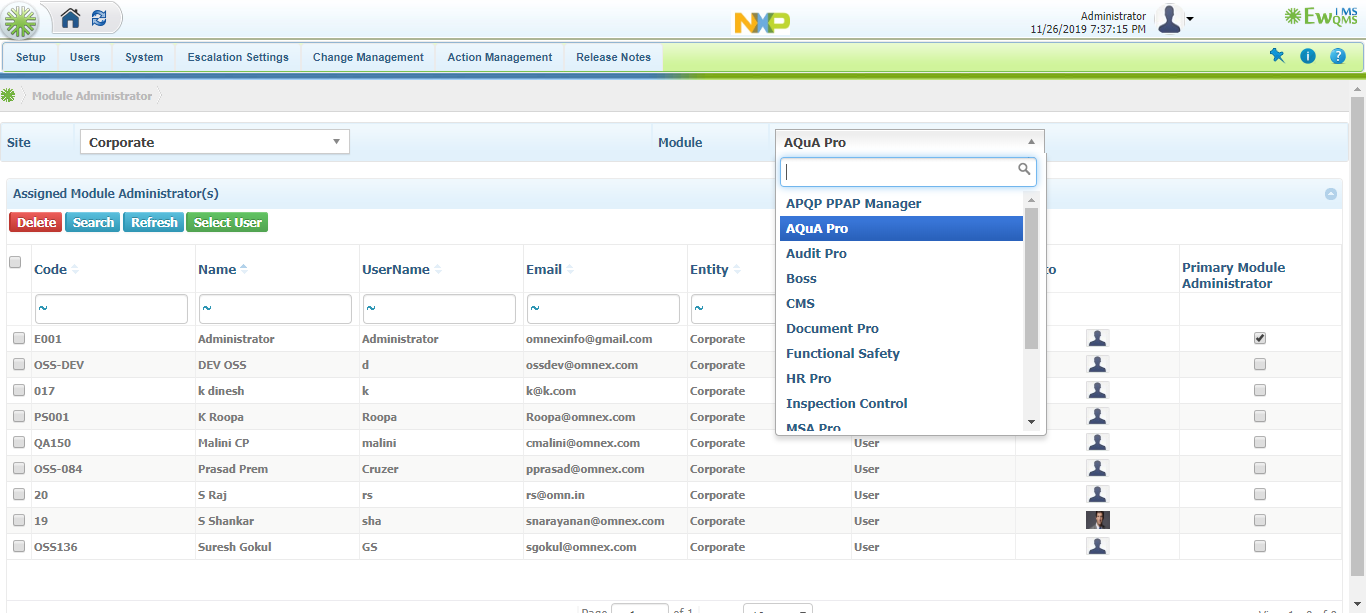 NXP
Administrator
11/26/2019 7:37:15 PM
EwQMS
iMS
Setup Users System Escalation Settings Change Management Action Management Release Notes
Module Administrator
Site Corporate Module AQuA Pro
Assigned Module Administrator(s)
Delete Search Refresh Select User
APQP PPAP Manager
AQuA Pro
Audit Pro
Boss
CMS
Document Pro
Functional Safety
HR Pro
Inspection Control
MSA Pro
Code Name UserName Email Entity to Primary Module Administrator
~ ~ ~ ~ ~
E001 Administrator Administrator omnexinfo@gmail.com Corporate
OSS-DEV DEV OSS d ossdev@omnex.com Corporate
017 k dinesh k k@k.com Corporate
PS001 K Roopa Roopa Roopa@omnex.com Corporate
QA150 Malini CP malini cmalini@omnex.com Corporate User
OSS-084 Prasad Prem Cruzer pprasad@omnex.com Corporate User
20 S Raj rs rs@omn.in Corporate User
19 S Shankar sha snarayanan@omnex.com Corporate User
OSS136 Suresh Gokul GS sgokul@omnex.com Corporate User
Page of 1